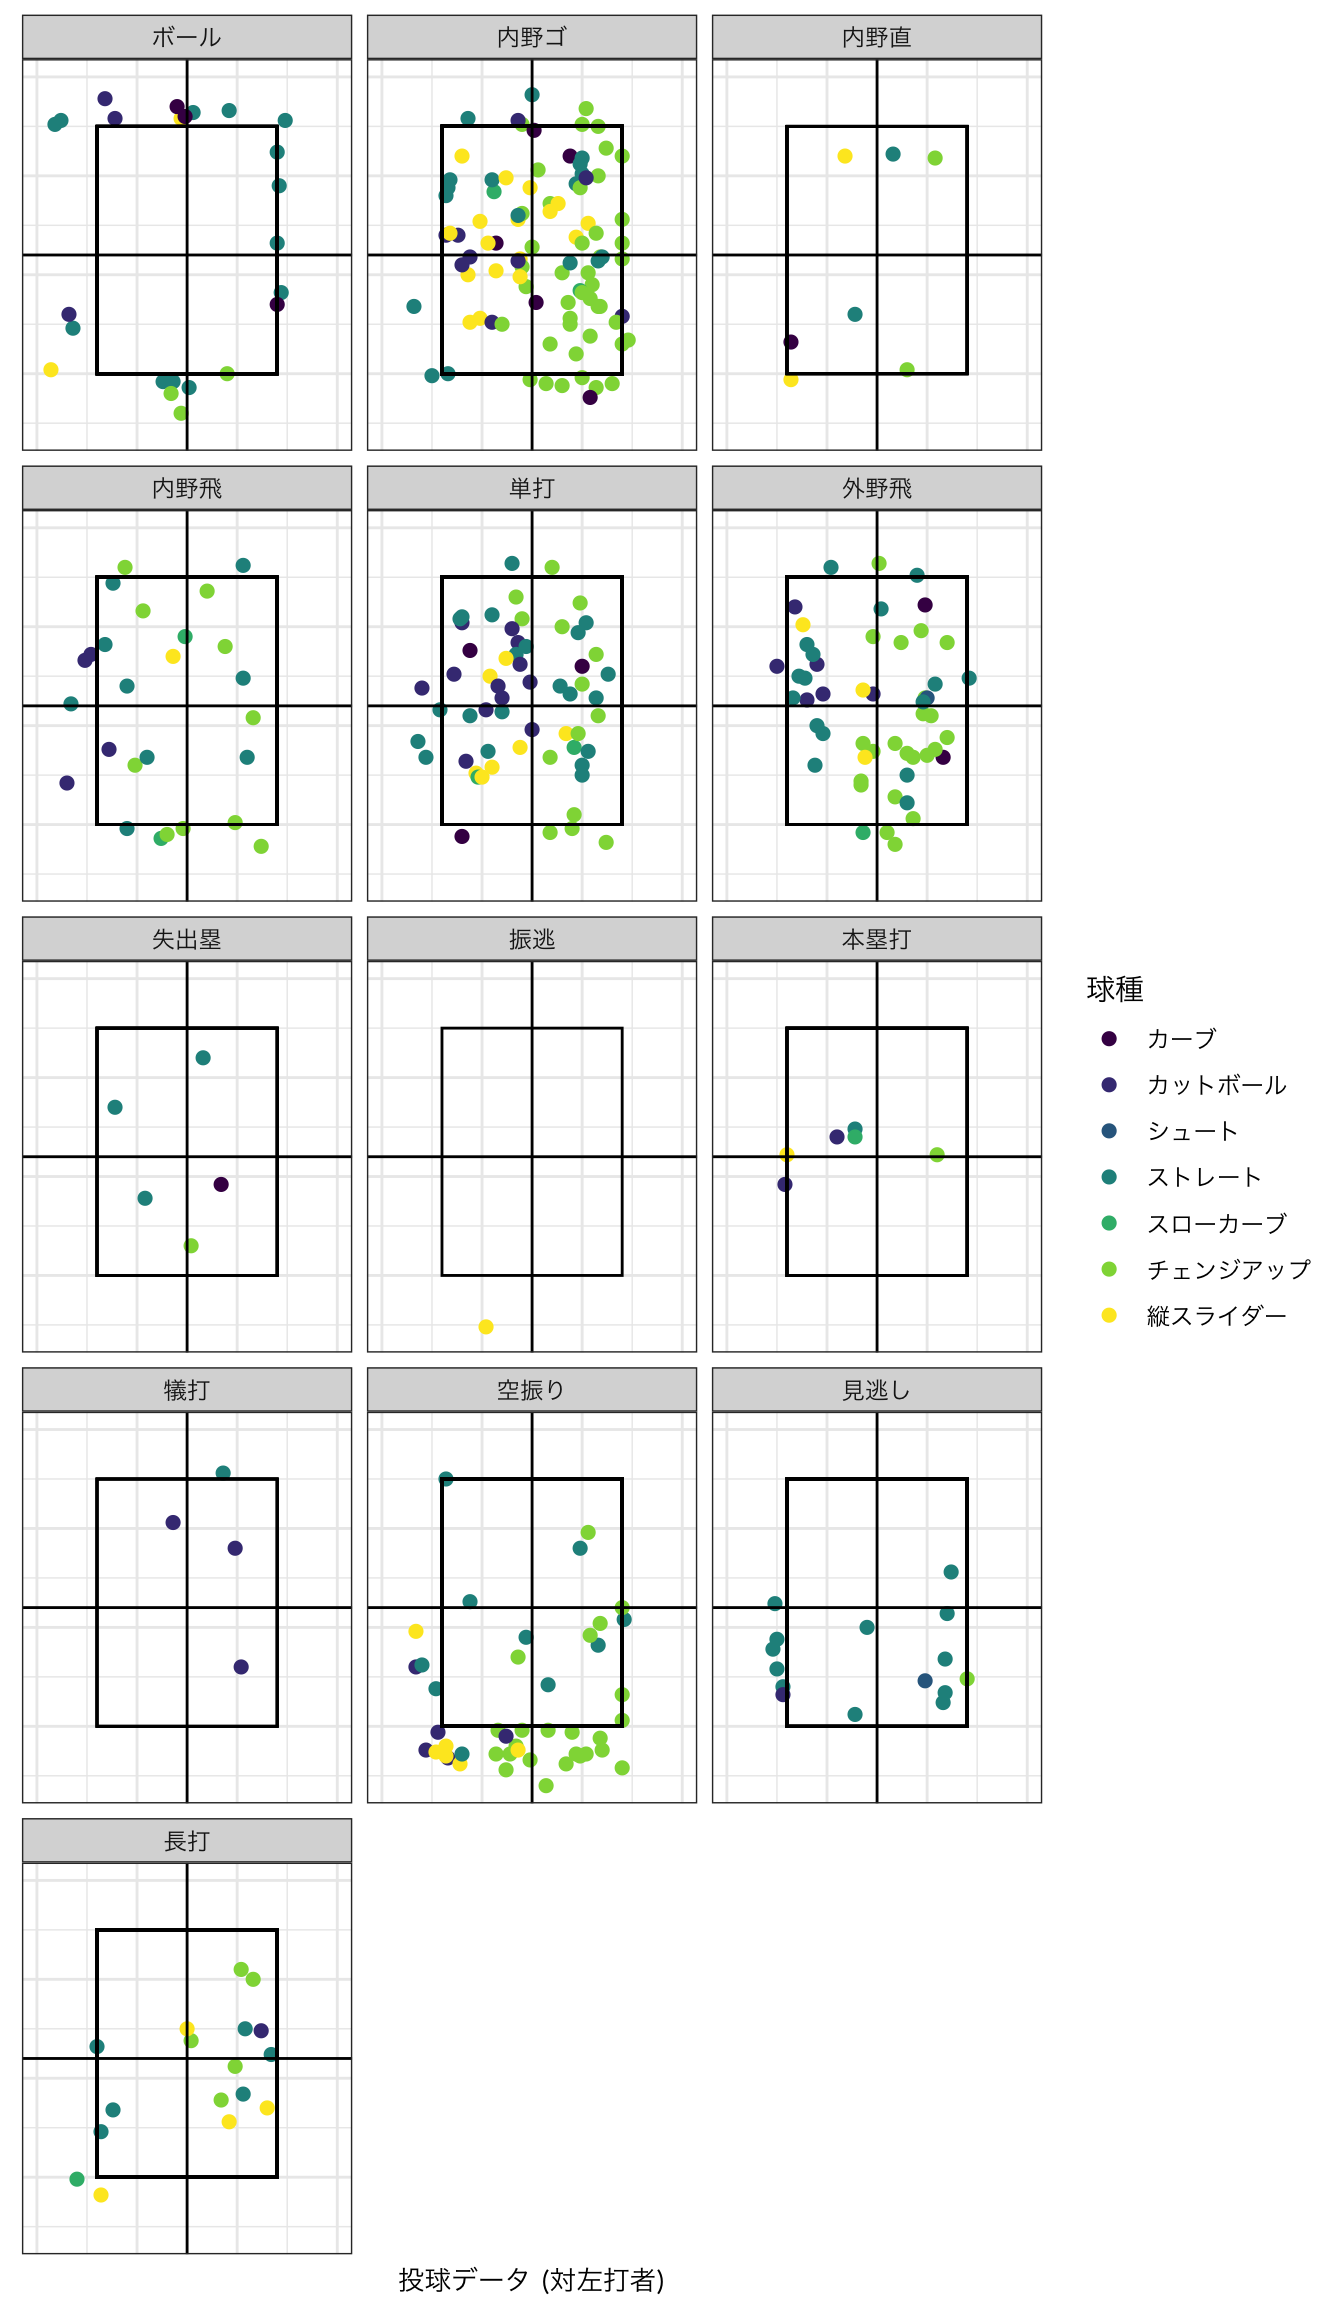 ボール
内野ゴ
内野直
内野飛
単打
外野飛
失出塁
振逃
本塁打
球種
カーブ
カットボール
シュート
ストレート
スローカーブ
チェンジアップ
縦スライダー
犠打
空振り
見逃し
長打
投球データ (対左打者)